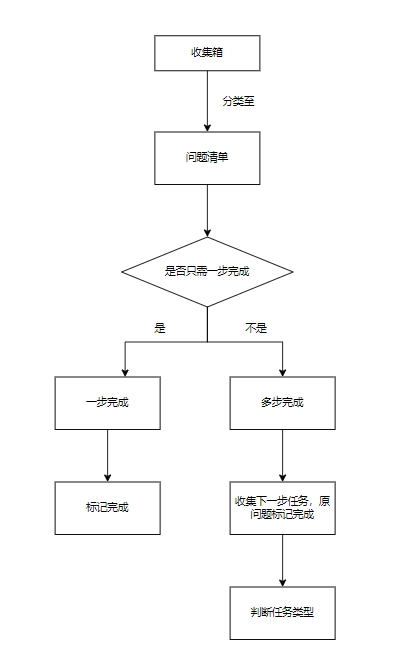 收集箱
分类至
问题清单
是否只需一步完成
是
不是
一步完成
多步完成
标记完成
收集下一步任务，原
问题标记完成
判断任务类型